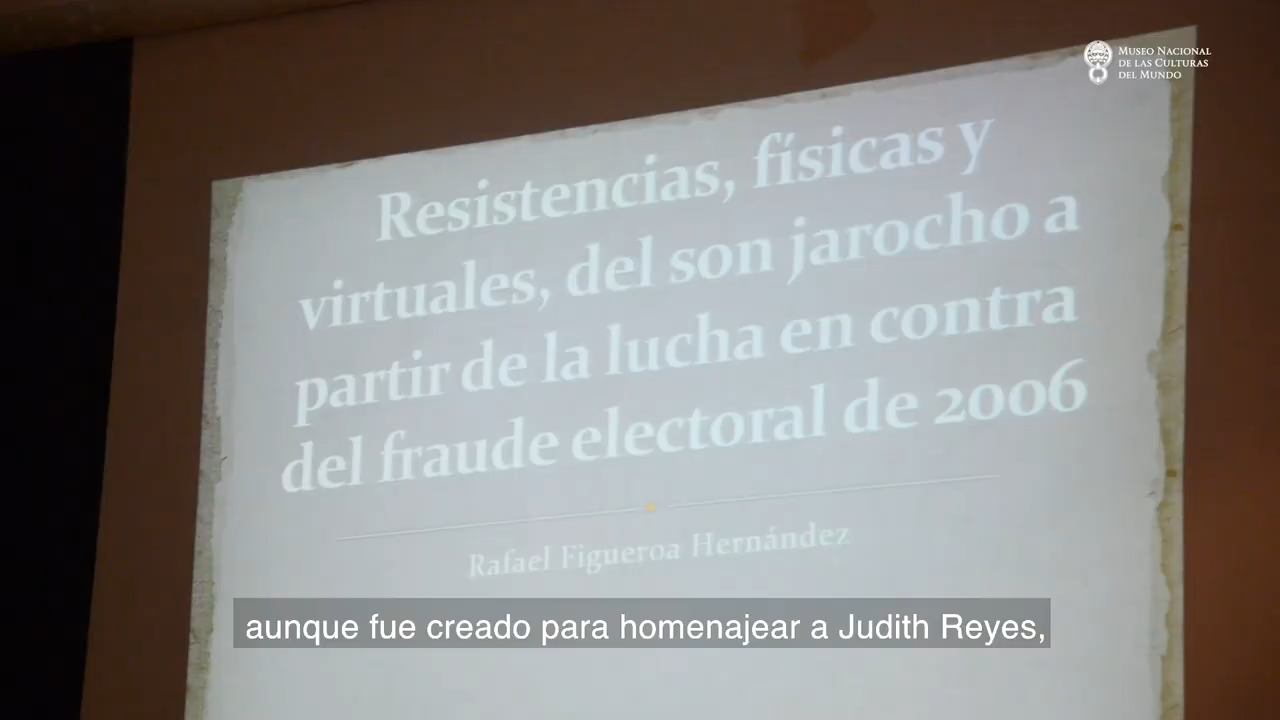 MUSEO NACIONAL
DE LAS CULTURAS
DEL MUNDO
Resistencias, físicas y
virtuales, del son jarocho a
partir de la lucha en contra
del fraude electoral de 2006
Rafael Figueroa Hernández
aunque fue creado para homenajear a Judith Reyes,